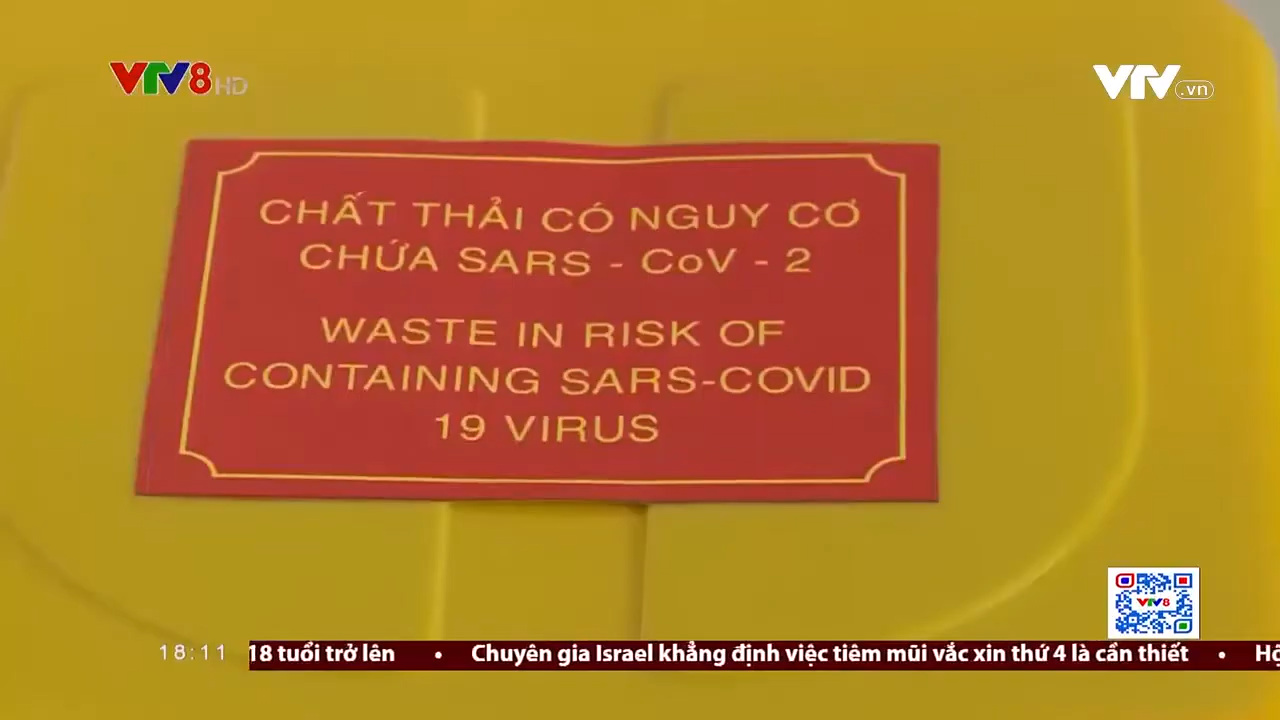 VTV8 HD
VTV.vn
CHẤT THẢI CÓ NGUY CƠ
CHỨA SARS - CoV - 2
WASTE IN RISK OF
CONTAINING SARS-COVID
19 VIRUS
VTV8
18:11
18 tuổi trở lên • Chuyên gia Israel khẳng định việc tiêm mũi vắc xin thứ 4 là cần thiết •